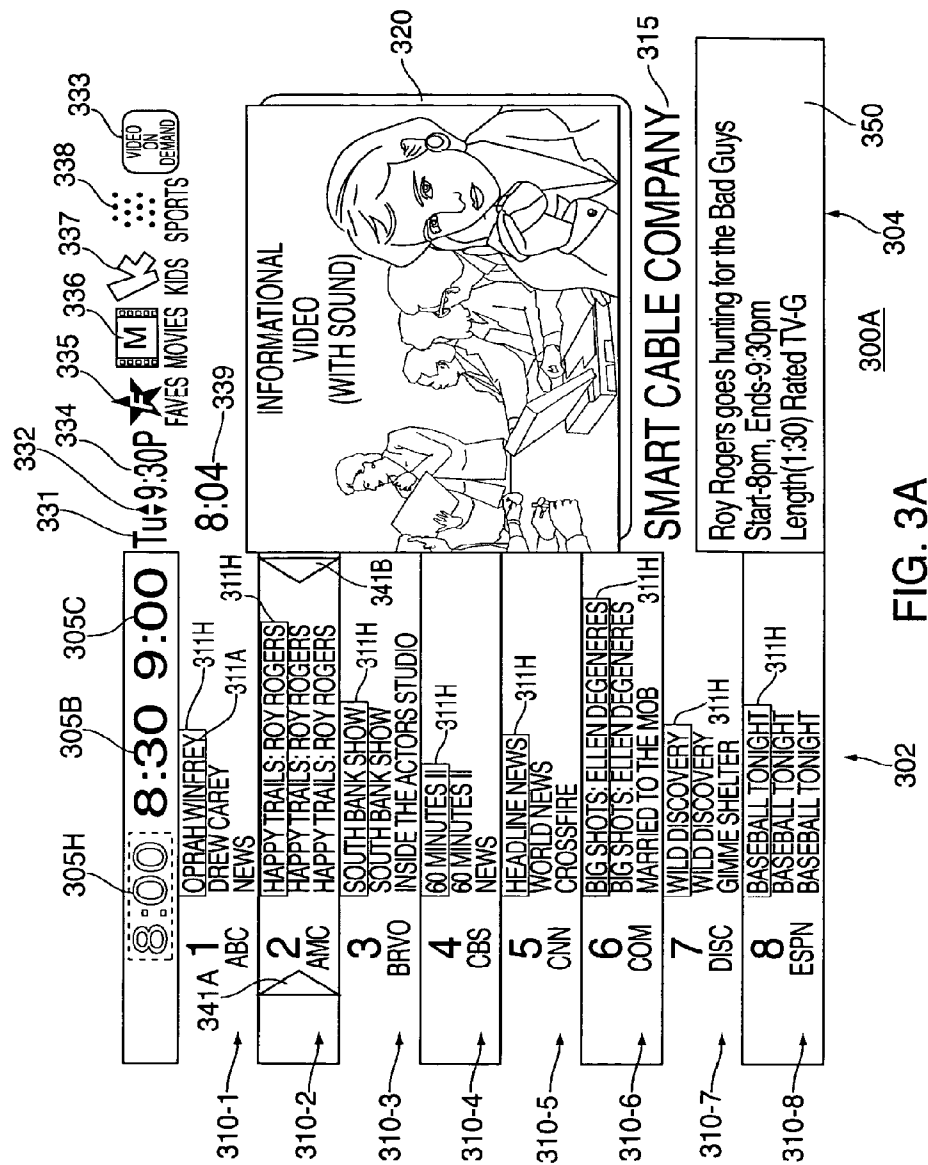 305H
305B
305C
331
332
334
335
336
337
338
333
8:00 8:30 9:00
Tu 9:30P
F
FAVES
M
MOVIES
KIDS
SPORTS
VIDEO
ON
DEMAND
8:04
339
310-1
1
ABC
OPRAH WINFREY
DREW CAREY
NEWS
311H
311A
341A
310-2
2
AMC
HAPPY TRAILS: ROY ROGERS
HAPPY TRAILS: ROY ROGERS
HAPPY TRAILS: ROY ROGERS
311H
341B
310-3
3
BRVO
SOUTH BANK SHOW
SOUTH BANK SHOW
INSIDE THE ACTORS STUDIO
311H
310-4
4
CBS
60 MINUTES II
60 MINUTES II
NEWS
311H
310-5
5
CNN
HEADLINE NEWS
WORLD NEWS
CROSSFIRE
311H
310-6
6
COM
BIG SHOTS: ELLEN DEGENERES
BIG SHOTS: ELLEN DEGENERES
MARRIED TO THE MOB
311H
310-7
7
DISC
WILD DISCOVERY
WILD DISCOVERY
GIMME SHELTER
311H
310-8
8
ESPN
BASEBALL TONIGHT
BASEBALL TONIGHT
BASEBALL TONIGHT
311H
302
INFORMATIONAL
VIDEO
(WITH SOUND)
320
SMART CABLE COMPANY
315
Roy Rogers goes hunting for the Bad Guys
Start-8pm, Ends-9:30pm
Length(1:30) Rated TV-G
350
304
300A
FIG. 3A